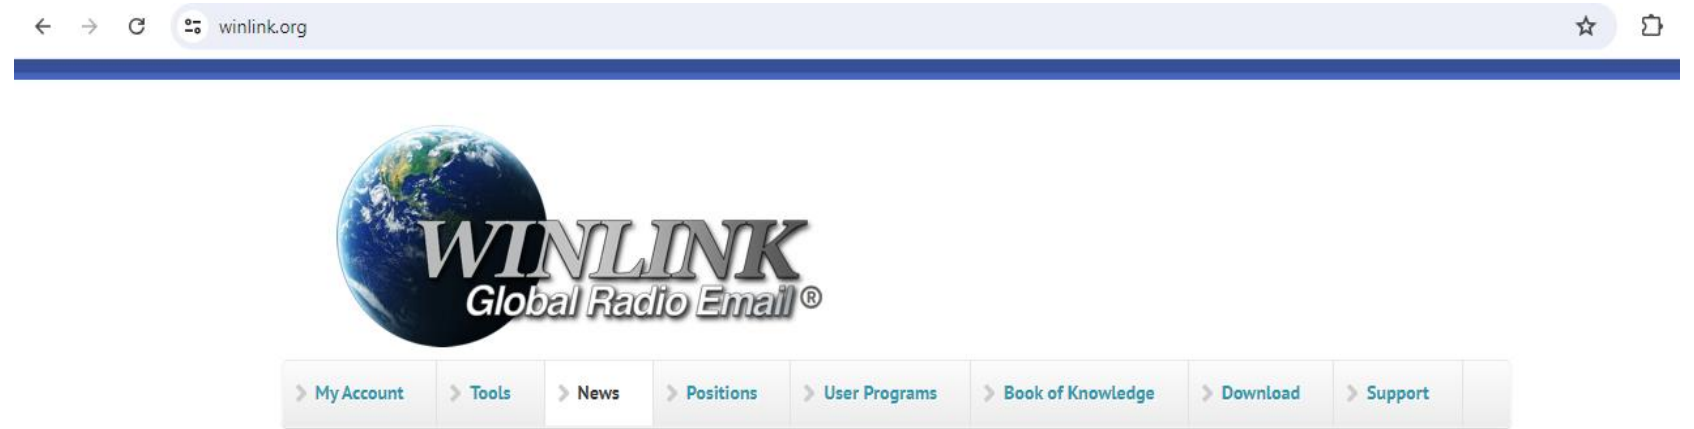 winlink.org
WINLINK
Global Radio Email ®
My Account Tools News Positions User Programs Book of Knowledge Download Support